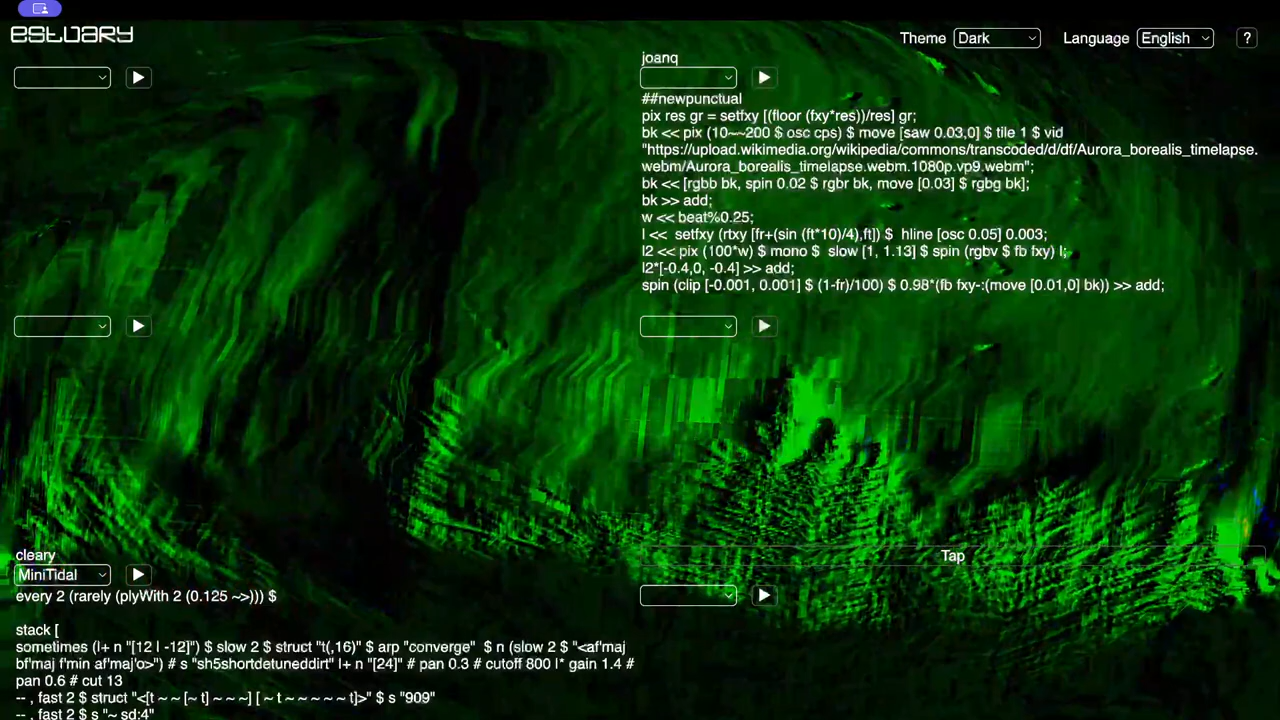 estuary
Theme Dark Language English ?
joanq
##newpunctual
pix res gr = setfxy [(floor (fxy*res))/res] gr;
bk << pix (10~~200 $ osc cps) $ move [saw 0.03,0] $ tile 1 $ vid
"https://upload.wikimedia.org/wikipedia/commons/transcoded/d/df/Aurora_borealis_timelapse.
webm/Aurora_borealis_timelapse.webm.1080p.vp9.webm";
bk << [rgbb bk, spin 0.02 $ rgbr bk, move [0.03] $ rgbg bk];
bk >> add;
w << beat%0.25;
l <<  setfxy (rtxy [fr+(sin (ft*10)/4),ft]) $  hline [osc 0.05] 0.003;
l2 << pix (100*w) $ mono $  slow [1, 1.13] $ spin (rgbv $ fb fxy) l;
l2*[-0.4,0, -0.4] >> add;
spin (clip [-0.001, 0.001] $ (1-fr)/100) $ 0.98*(fb fxy-:(move [0.01,0] bk)) >> add;
Tap
cleary
MiniTidal
every 2 (rarely (plyWith 2 (0.125 ~>))) $
stack [
sometimes (|+ n "[12 | -12]") $ slow 2 $ struct "t(,16)" $ arp "converge"  $ n (slow 2 $ "<af'maj
bf'maj f'min af'maj'o>") # s "sh5shortdetuneddirt" |+ n "[24]" # pan 0.3 # cutoff 800 |* gain 1.4 #
pan 0.6 # cut 13
-- , fast 2 $ struct "<[t ~ ~ [~ t] ~ ~ ~] [ ~ t ~ ~ ~ ~ ~ t]>" $ s "909"
-- , fast 2 $ s "~ sd:4"